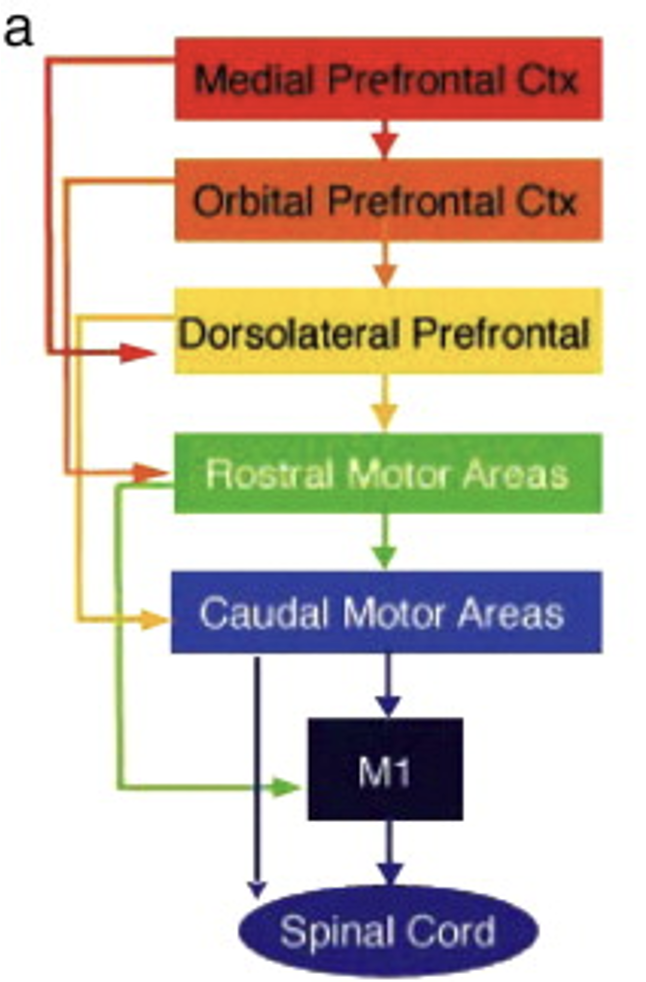 a
Medial Prefrontal Ctx
Orbital Prefrontal Ctx
Dorsolateral Prefrontal
Rostral Motor Areas
Caudal Motor Areas
M1
Spinal Cord